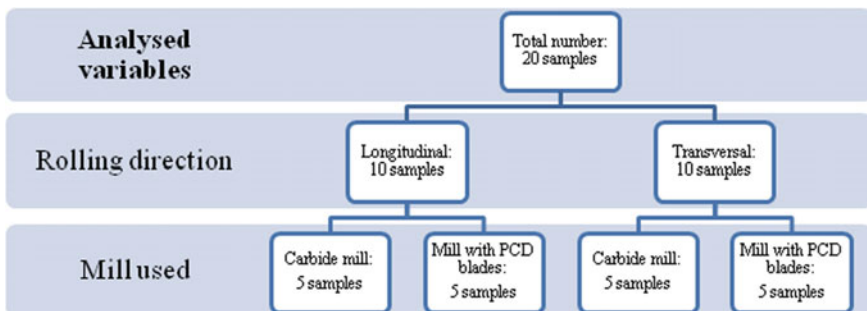 Analysed
variables
Total number:
20 samples
Rolling direction
Longitudinal:
10 samples
Transversal:
10 samples
Mill used
Carbide mill:
5 samples
Mill with PCD
blades:
5 samples
Carbide mill:
5 samples
Mill with PCD
blades:
5 samples